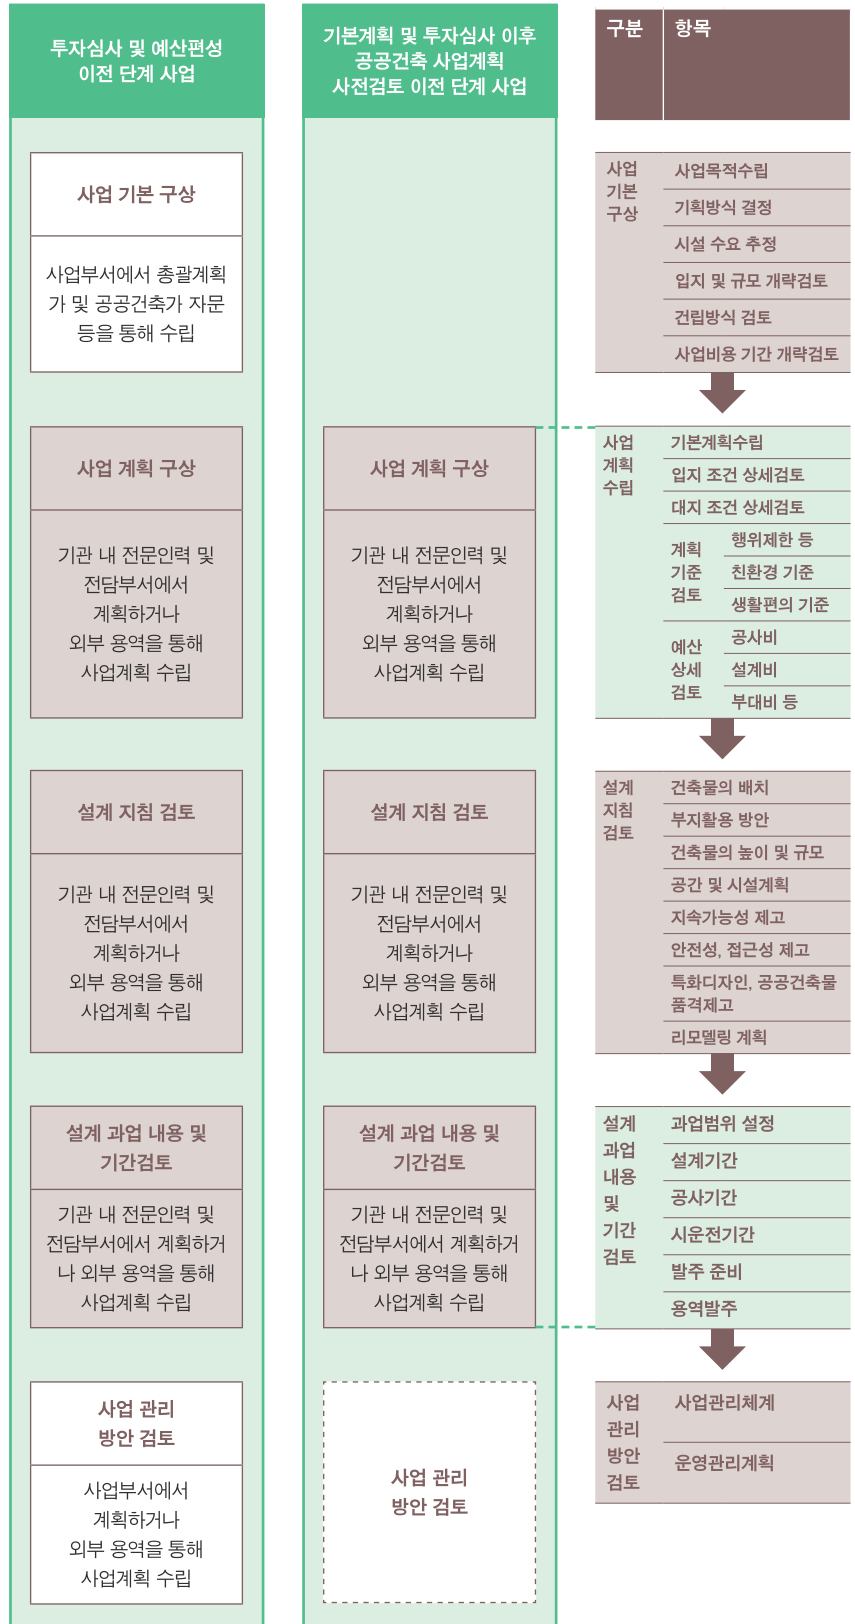 투자심사 및 예산편성
이전 단계 사업
사업 기본 구상
사업부서에서 총괄계획
가 및 공공건축가 자문
등을 통해 수립
사업 계획 구상
기관 내 전문인력 및
전담부서에서
계획하거나
외부 용역을 통해
사업계획 수립
설계 지침 검토
기관 내 전문인력 및
전담부서에서
계획하거나
외부 용역을 통해
사업계획 수립
설계 과업 내용 및
기간검토
기관 내 전문인력 및
전담부서에서 계획하거
나 외부 용역을 통해
사업계획 수립
사업 관리
방안 검토
사업부서에서
계획하거나
외부 용역을 통해
사업계획 수립
기본계획 및 투자심사 이후
공공건축 사업계획
사전검토 이전 단계 사업
사업 계획 구상
기관 내 전문인력 및
전담부서에서
계획하거나
외부 용역을 통해
사업계획 수립
설계 지침 검토
기관 내 전문인력 및
전담부서에서
계획하거나
외부 용역을 통해
사업계획 수립
설계 과업 내용 및
기간검토
기관 내 전문인력 및
전담부서에서 계획하거
나 외부 용역을 통해
사업계획 수립
사업 관리
방안 검토
구분
항목
사업
기본
구상
사업목적수립
기획방식 결정
시설 수요 추정
입지 및 규모 개략검토
건립방식 검토
사업비용 기간 개략검토
사업
계획
수립
기본계획수립
입지 조건 상세검토
대지 조건 상세검토
계획
기준
검토
행위제한 등
친환경 기준
생활편의 기준
예산
상세
검토
공사비
설계비
부대비 등
설계
지침
검토
건축물의 배치
부지활용 방안
건축물의 높이 및 규모
공간 및 시설계획
지속가능성 제고
안전성, 접근성 제고
특화디자인, 공공건축물
품격제고
리모델링 계획
설계
과업
내용
및
기간
검토
과업범위 설정
설계기간
공사기간
시운전기간
발주 준비
용역발주
사업
관리
방안
검토
사업관리체계
운영관리계획